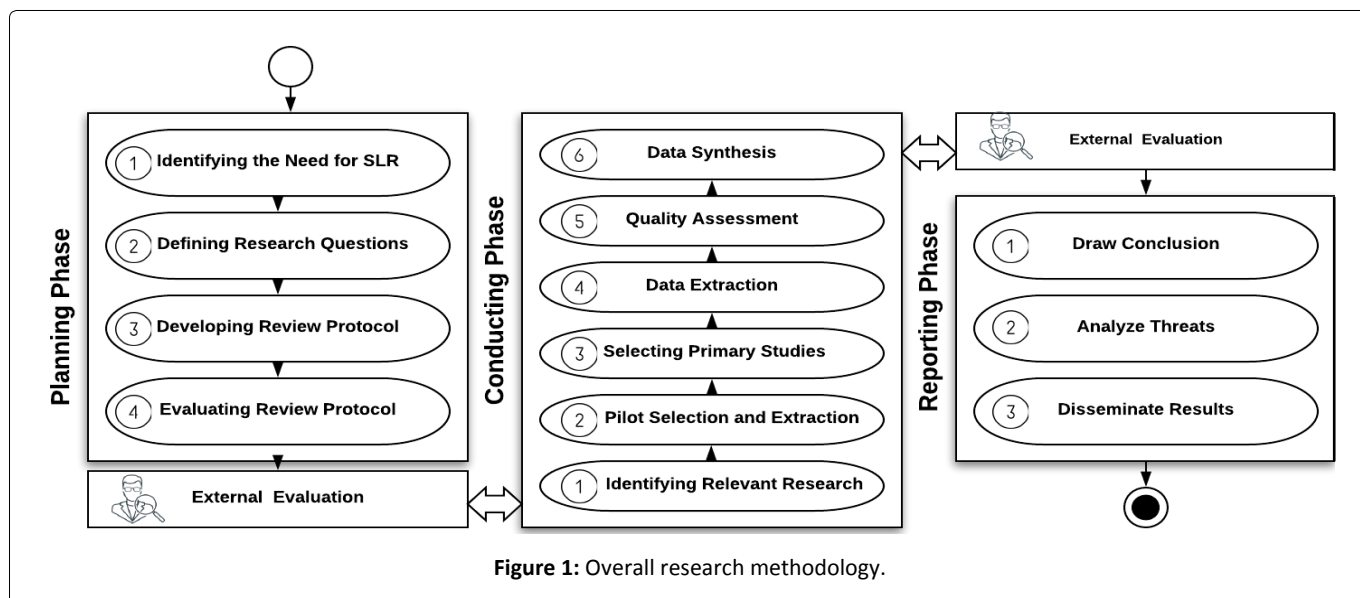 Planning Phase
1 Identifying the Need for SLR
2 Defining Research Questions
3 Developing Review Protocol
4 Evaluating Review Protocol
External Evaluation
Conducting Phase
6 Data Synthesis
5 Quality Assessment
4 Data Extraction
3 Selecting Primary Studies
2 Pilot Selection and Extraction
1 Identifying Relevant Research
External Evaluation
Reporting Phase
1 Draw Conclusion
2 Analyze Threats
3 Disseminate Results
Figure 1: Overall research methodology.